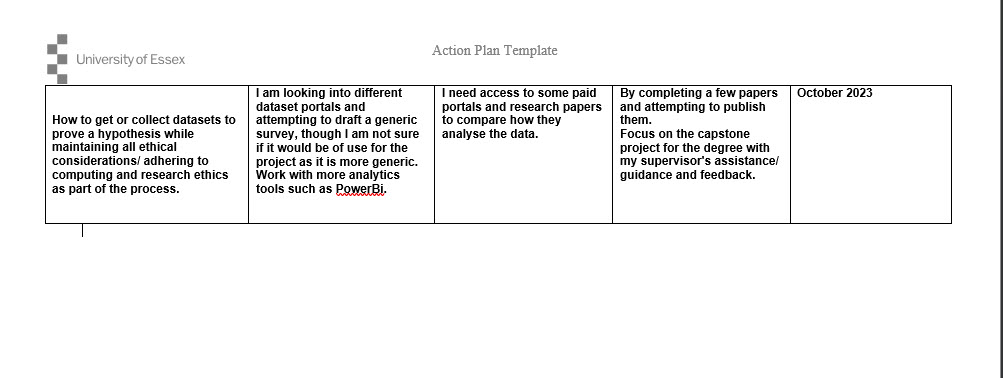 University of Essex
Action Plan Template
How to get or collect datasets to
prove a hypothesis while
maintaining all ethical
considerations/ adhering to
computing and research ethics
as part of the process.
I am looking into different
dataset portals and
attempting to draft a generic
survey, though I am not sure
if it would be of use for the
project as it is more generic.
Work with more analytics
tools such as PowerBi.
I need access to some paid
portals and research papers
to compare how they
analyse the data.
By completing a few papers
and attempting to publish
them.
Focus on the capstone
project for the degree with
my supervisor's assistance/
guidance and feedback.
October 2023